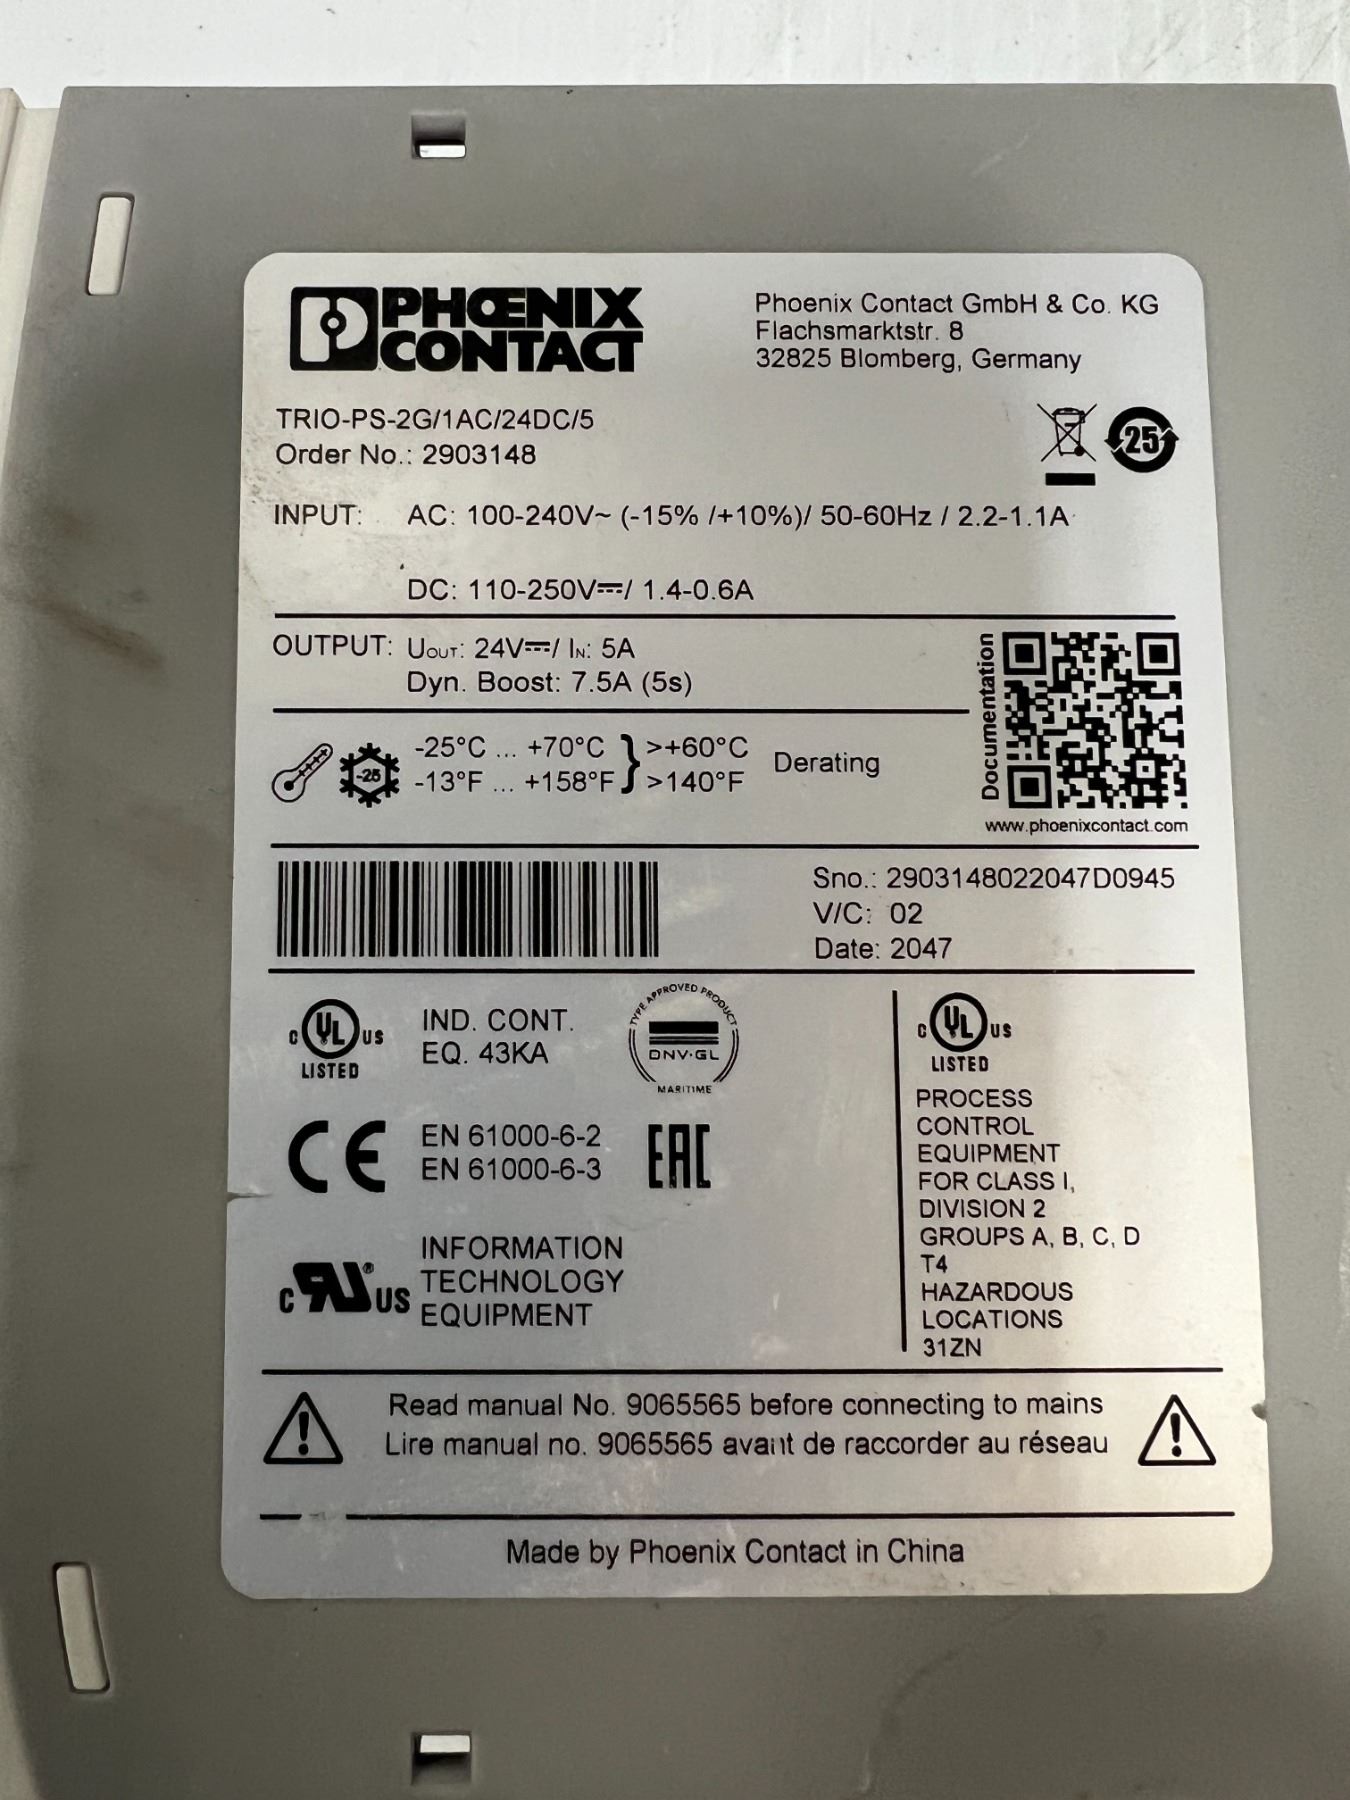 PHŒNIX
CONTACT
Phoenix Contact GmbH & Co. KG
Flachsmarktstr. 8
32825 Blomberg, Germany
TRIO-PS-2G/1AC/24DC/5
Order No.: 2903148
25
INPUT: AC: 100-240V~ (-15% /+10%)/ 50-60Hz / 2.2-1.1A
DC: 110-250V⎓/ 1.4-0.6A
OUTPUT: UOUT: 24V⎓/ IN: 5A
Dyn. Boost: 7.5A (5s)
Documentation
www.phoenixcontact.com
-25
-25°C ... +70°C } >+60°C Derating
-13°F ... +158°F } >140°F
Sno.: 2903148022047D0945
V/C: 02
Date: 2047
C UL US
LISTED
IND. CONT.
EQ. 43KA
TYPE APPROVED PRODUCT
DNV·GL
MARITIME
CE
EN 61000-6-2
EN 61000-6-3
EAC
C RU® US
INFORMATION
TECHNOLOGY
EQUIPMENT
C UL US
LISTED
PROCESS
CONTROL
EQUIPMENT
FOR CLASS I,
DIVISION 2
GROUPS A, B, C, D
T4
HAZARDOUS
LOCATIONS
31ZN
Read manual No. 9065565 before connecting to mains
Lire manual no. 9065565 avant de raccorder au réseau
Made by Phoenix Contact in China